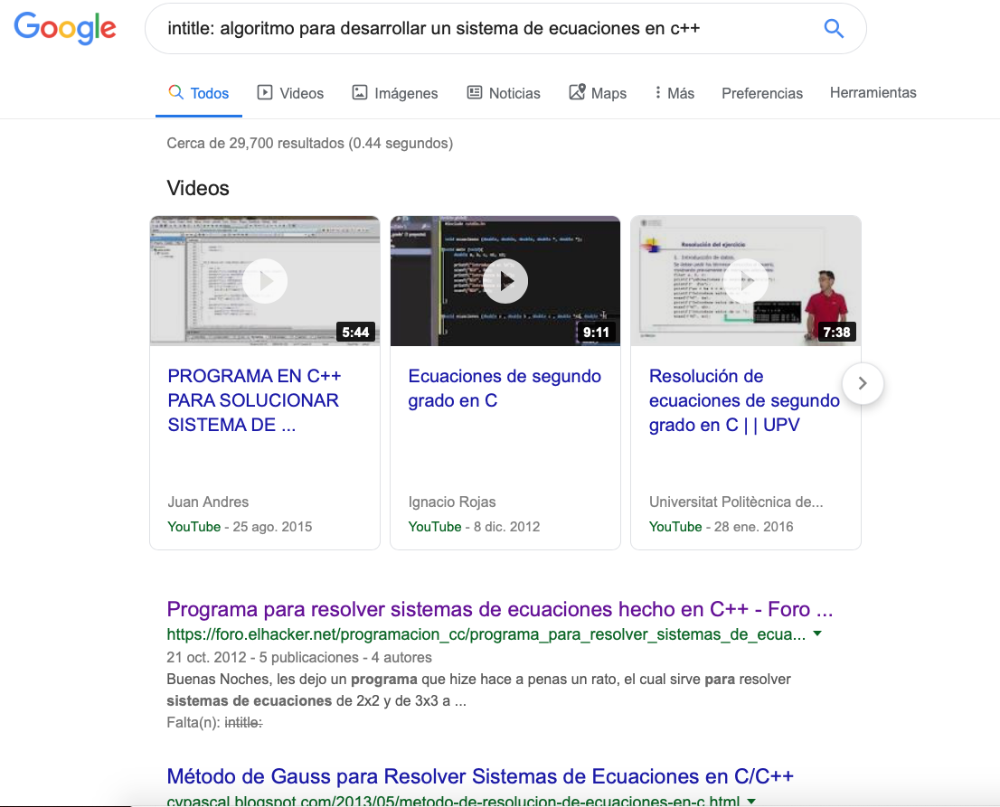 Google
intitle: algoritmo para desarrollar un sistema de ecuaciones en c++
Todos Videos Imágenes Noticias Maps Más Preferencias Herramientas
Cerca de 29,700 resultados (0.44 segundos)
Videos
Resolución del ejercicio
5:44 9:11 7:38
PROGRAMA EN C++
PARA SOLUCIONAR
SISTEMA DE ...
Ecuaciones de segundo
grado en C
Resolución de
ecuaciones de segundo
grado en C | | UPV
Juan Andres
YouTube - 25 ago. 2015
Ignacio Rojas
YouTube - 8 dic. 2012
Universitat Politècnica de...
YouTube - 28 ene. 2016
Programa para resolver sistemas de ecuaciones hecho en C++ - Foro ...
https://foro.elhacker.net/programacion_cc/programa_para_resolver_sistemas_de_ecua...
21 oct. 2012 - 5 publicaciones - 4 autores
Buenas Noches, les dejo un programa que hize hace a penas un rato, el cual sirve para resolver
sistemas de ecuaciones de 2x2 y de 3x3 a ...
Falta(n): intitle:
Método de Gauss para Resolver Sistemas de Ecuaciones en C/C++
cypascal.blogspot.com/2013/05/metodo-de-resolucion-de-ecuaciones-en-c.html